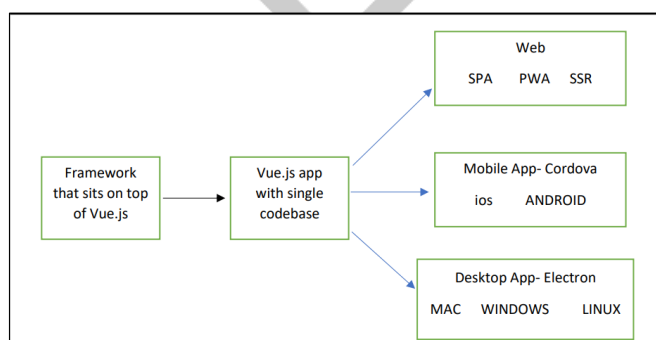 Framework
that sits on top
of Vue.js
Vue.js app
with single
codebase
Web
SPA PWA SSR
Mobile App- Cordova
ios ANDROID
Desktop App- Electron
MAC WINDOWS LINUX